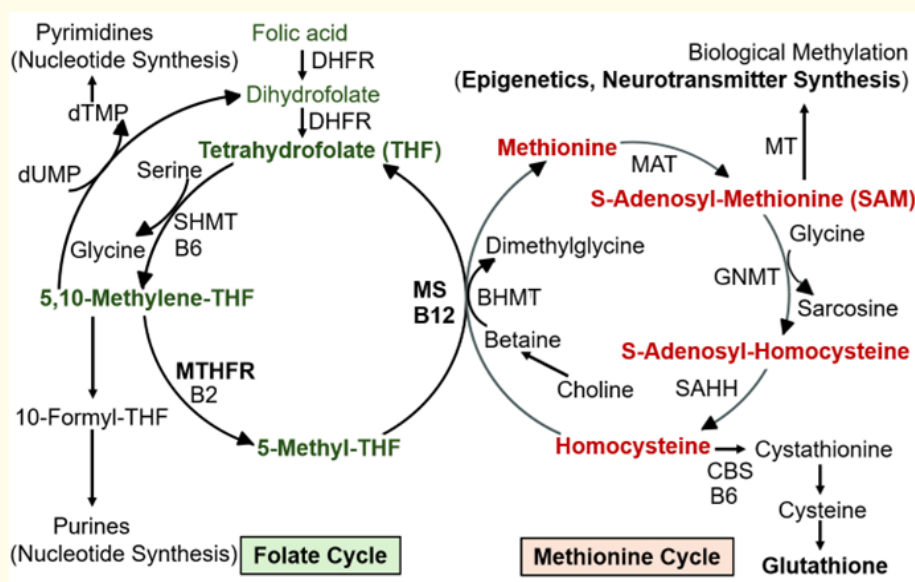 Pyrimidines
(Nucleotide Synthesis)
dTMP
dUMP
Folic acid
DHFR
Dihydrofolate
DHFR
Tetrahydrofolate (THF)
Serine
SHMT
B6
Glycine
5,10-Methylene-THF
MTHFR
B2
10-Formyl-THF
5-Methyl-THF
Purines
(Nucleotide Synthesis)
Folate Cycle
MS
B12
Biological Methylation
(Epigenetics, Neurotransmitter Synthesis)
Methionine
MAT
MT
S-Adenosyl-Methionine (SAM)
Dimethylglycine
BHMT
Betaine
Choline
Glycine
GNMT
Sarcosine
S-Adenosyl-Homocysteine
SAHH
Homocysteine
CBS
B6
Cystathionine
Cysteine
Glutathione
Methionine Cycle